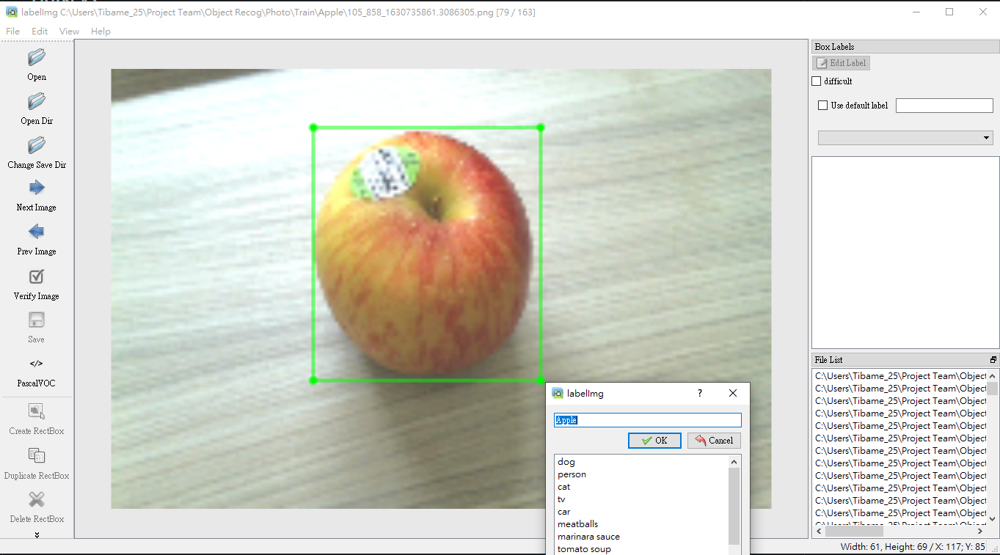 labelImg C:\Users\Tibame_25\Project Team\Object Recog\Photo\Train\Apple\105_858_1630735861.3086305.png [79 / 163]
File Edit View Help
Open
Open Dir
Change Save Dir
Next Image
Prev Image
Verify Image
Save
</>
PascalVOC
Create RectBox
Duplicate RectBox
Delete RectBox
Box Labels
Edit Label
difficult
Use default label
File List
C:\Users\Tibame_25\Project Team\Object
C:\Users\Tibame_25\Project Team\Object
C:\Users\Tibame_25\Project Team\Object
C:\Users\Tibame_25\Project Team\Object
C:\Users\Tibame_25\Project Team\Object
C:\Users\Tibame_25\Project Team\Object
C:\Users\Tibame_25\Project Team\Object
C:\Users\Tibame_25\Project Team\Object
C:\Users\Tibame_25\Project Team\Object
C:\Users\Tibame_25\Project Team\Object
C:\Users\Tibame_25\Project Team\Object
C:\Users\Tibame_25\Project Team\Object
labelImg ?
Apple
OK Cancel
dog
person
cat
tv
car
meatballs
marinara sauce
tomato soup
Width: 61, Height: 69 / X: 117; Y: 85